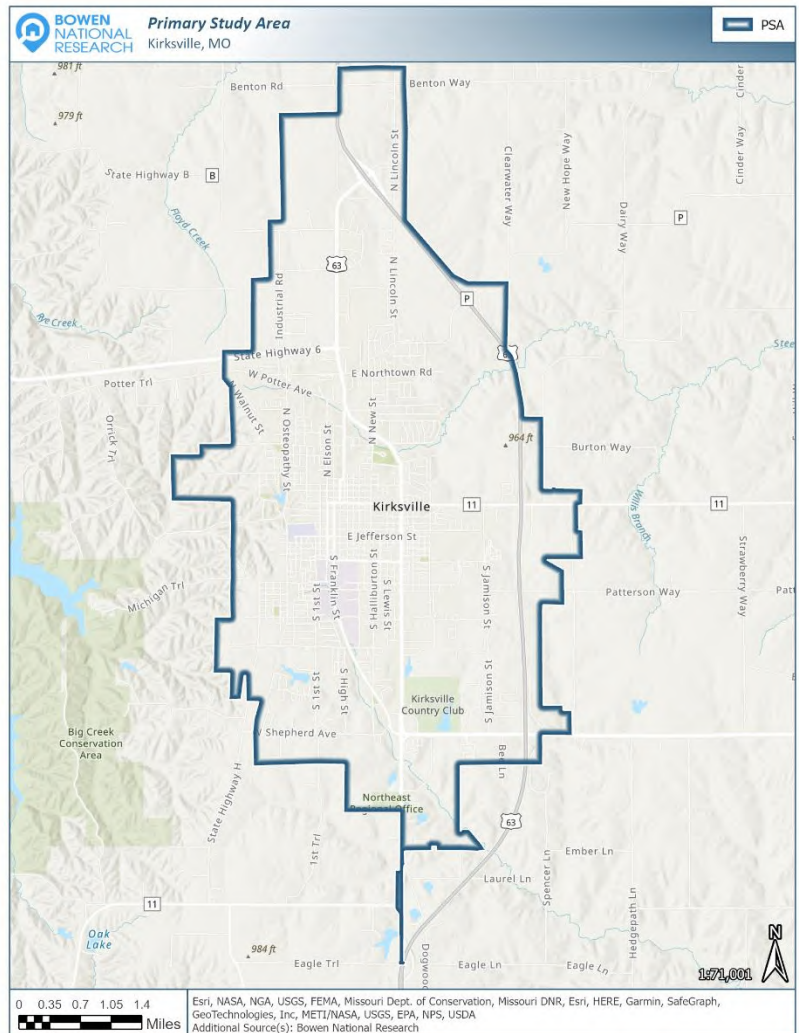 BOWEN
NATIONAL
RESEARCH
Primary Study Area
Kirksville, MO
PSA
981 ft
979 ft
Benton Rd
Benton Way
Cinder
State Highway B
B
N Lincoln St
Clearwater Way
New Hope Way
Cinder Way
Dairy Way
P
Floyd Creek
63
N Lincoln St
Industrial Rd
P
Rye Creek
State Highway 6
63
Stee
Potter Trl
W Potter Ave
E Northtown Rd
N Walnut St
Orrick Trl
N Osteopathy St
N Elson St
N New St
964 ft
Burton Way
Kirksville
11
11
Willis Branch
E Jefferson St
Strawberry Way
Michigan Trl
S 1st St
S Franklin St
S Halliburton St
S Lewis St
S Jamison St
Patterson Way
Patt
S 1st St
S High St
Kirksville
Country Club
S Jamison St
Big Creek
Conservation
Area
W Shepherd Ave
Bee Ln
State Highway H
Northeast
Regional Office
63
1st Trl
Ember Ln
Laurel Ln
Spencer Ln
Hedgepath Ln
11
Oak
Lake
984 ft
Eagle Trl
Dogwood
Eagle Ln
Eagle Ln
N
1:71,001
0 0.35 0.7 1.05 1.4
Miles
Esri, NASA, NGA, USGS, FEMA, Missouri Dept. of Conservation, Missouri DNR, Esri, HERE, Garmin, SafeGraph,
GeoTechnologies, Inc, METI/NASA, USGS, EPA, NPS, USDA
Additional Source(s): Bowen National Research